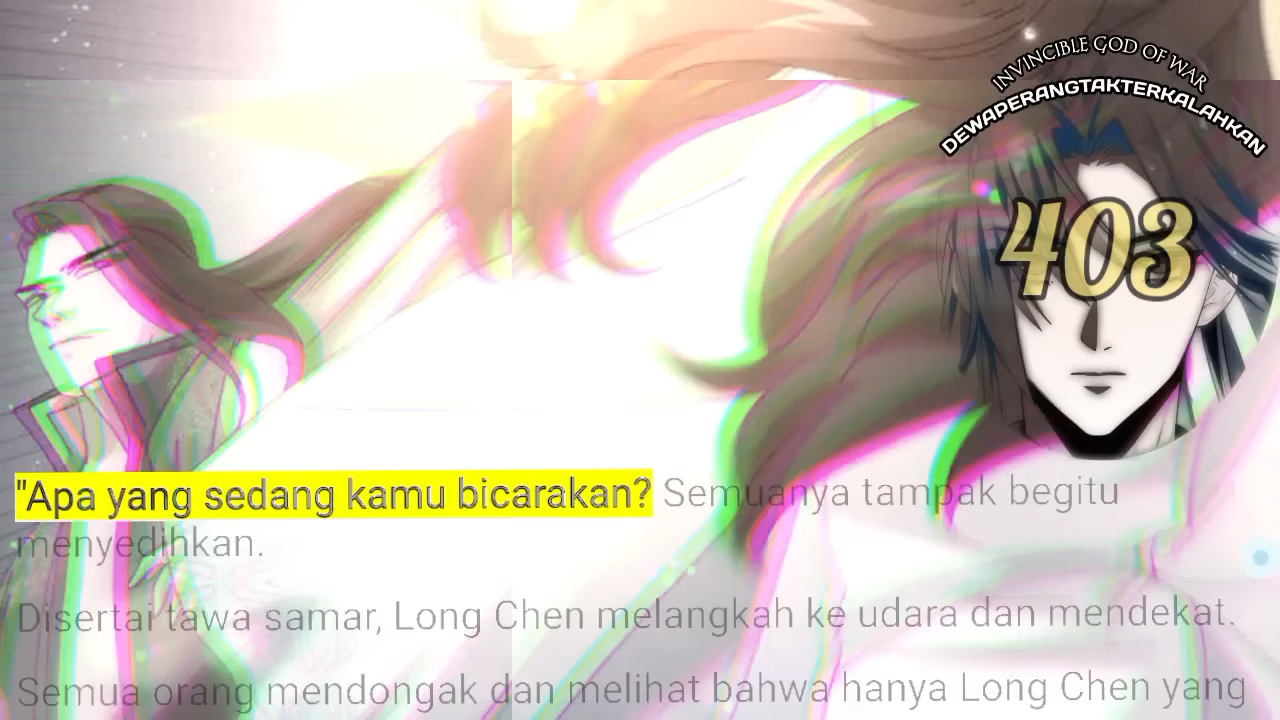 INVINCIBLE GOD OF WAR
DEWAPERANGTAKTERKALAHKAN
403
"Apa yang sedang kamu bicarakan? Semuanya tampak begitu
menyedihkan.
Disertai tawa samar, Long Chen melangkah ke udara dan mendekat.
Semua orang mendongak dan melihat bahwa hanya Long Chen yang